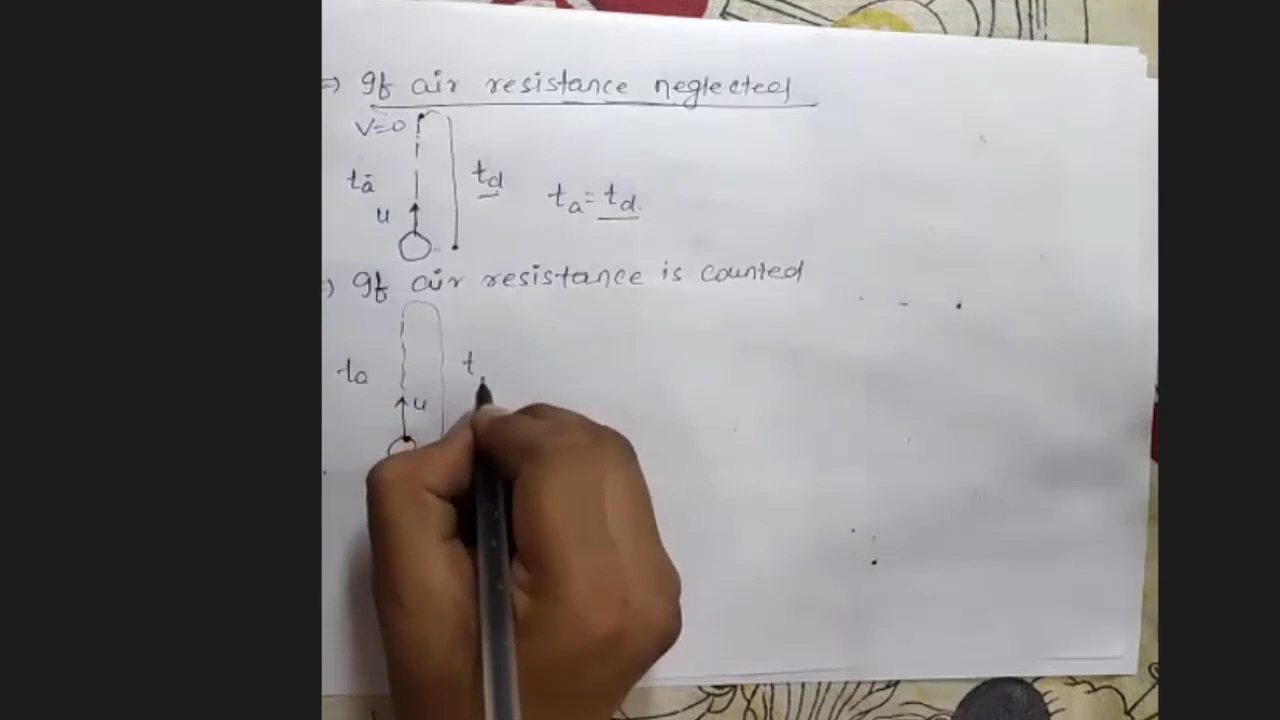 => If air resistance neglected
v=0
ta
td
ta = td.
u
=> If air resistance is counted
ta
t
u